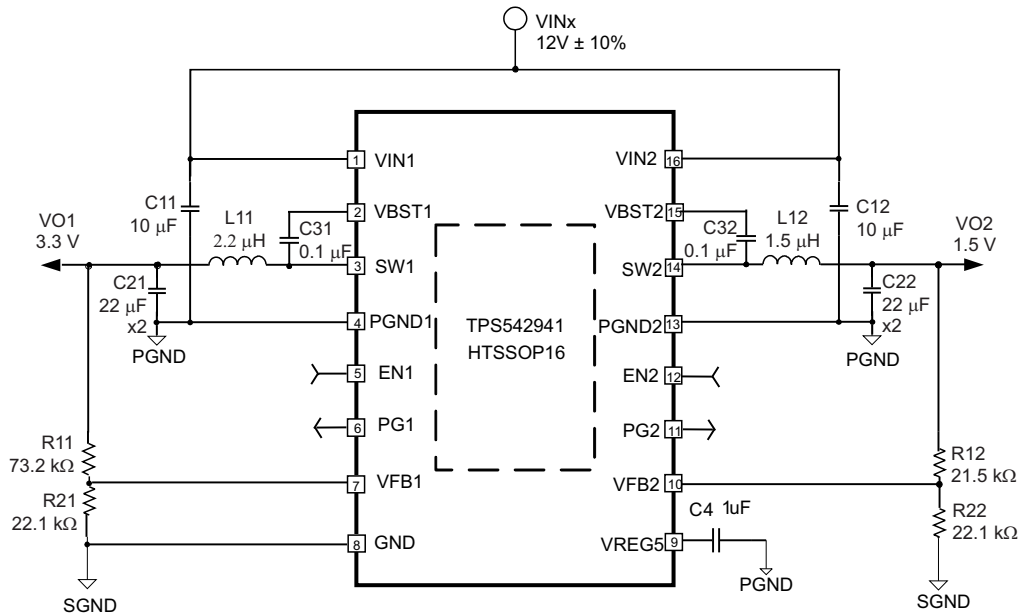 VINx
12V ± 10%
1 VIN1
VIN2 16
C11
10 μF
2 VBST1
VBST2 15
C12
10 μF
VO1
3.3 V
L11
2.2 μH
C31
0.1 μF
C32
0.1 μF
L12
1.5 μH
VO2
1.5 V
3 SW1
SW2 14
C21
22 μF
x2
C22
22 μF
x2
4 PGND1
PGND2 13
TPS542941
HTSSOP16
PGND
PGND
5 EN1
EN2 12
6 PG1
PG2 11
R11
73.2 kΩ
R12
21.5 kΩ
7 VFB1
VFB2 10
R21
22.1 kΩ
R22
22.1 kΩ
C4 1uF
8 GND
VREG5 9
PGND
SGND
SGND